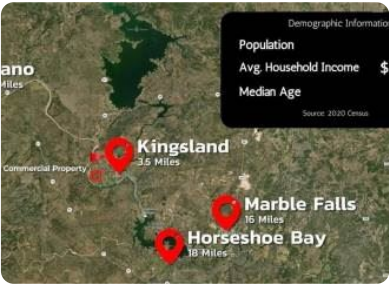 Demographic Informatio
Population
Avg. Household Income $
Median Age
Source: 2020 Census
ano
Miles
Kingsland
3.5 Miles
Commercial Property
Marble Falls
16 Miles
Horseshoe Bay
18 Miles